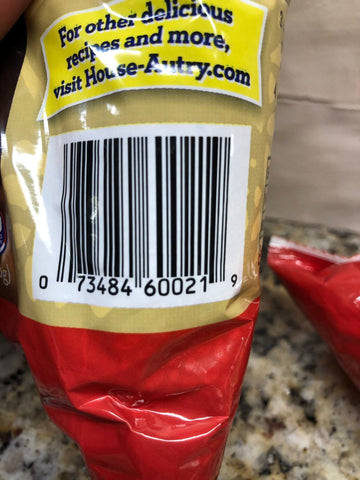 For other delicious
recipes and more,
visit House-Autry.com
0 73484 60021 9